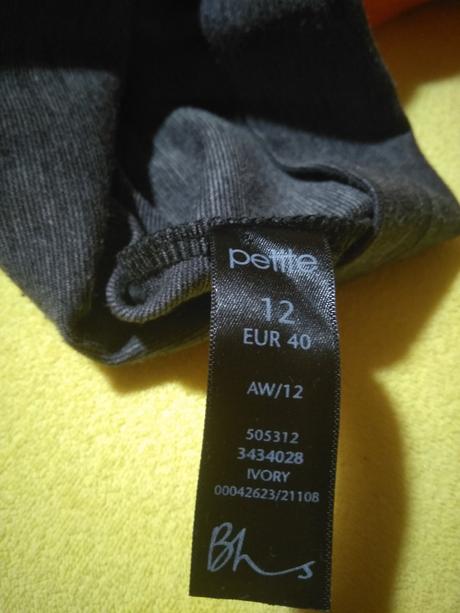 petite
12
EUR 40
AW/12
505312
3434028
IVORY
00042623/21108
Bhs